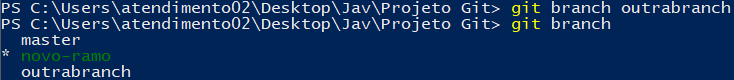 PS C:\Users\atendimento02\Desktop\Jav\Projeto Git> git branch outrabranch
PS C:\Users\atendimento02\Desktop\Jav\Projeto Git> git branch
  master
* novo-ramo
  outrabranch